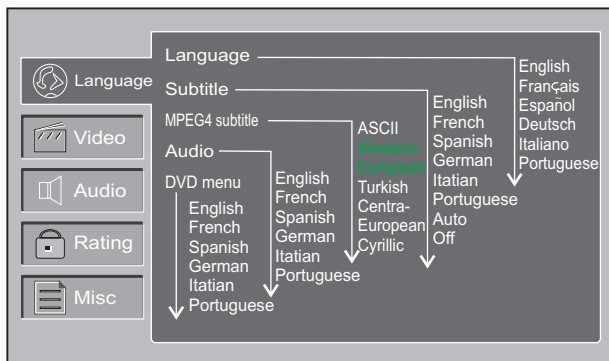 Language
Video
Audio
Rating
Misc
Language
Subtitle
MPEG4 subtitle
Audio
DVD menu
English
French
Spanish
German
Itatian
Portuguese
English
French
Spanish
German
Itatian
Portuguese
ASCII
Western-
European
Turkish
Centra-
European
Cyrillic
English
French
Spanish
German
Itatian
Portuguese
Auto
Off
English
Français
Español
Deutsch
Italiano
Portuguese